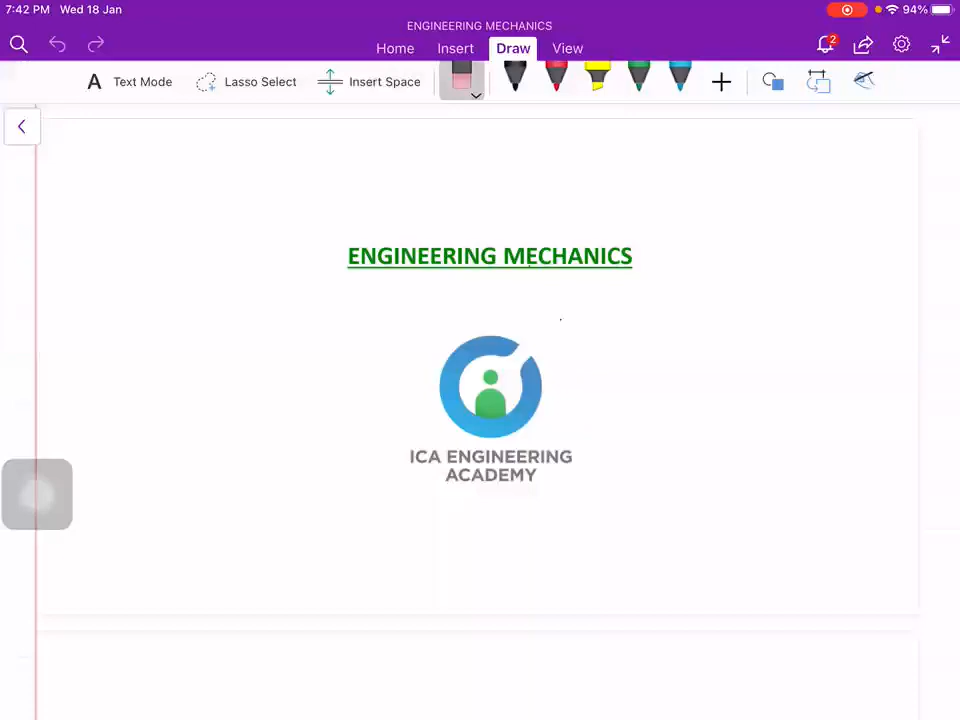 7:42 PM Wed 18 Jan
94%
ENGINEERING MECHANICS
Home Insert Draw View
2
A Text Mode Lasso Select Insert Space
ENGINEERING MECHANICS
ICA ENGINEERING
ACADEMY